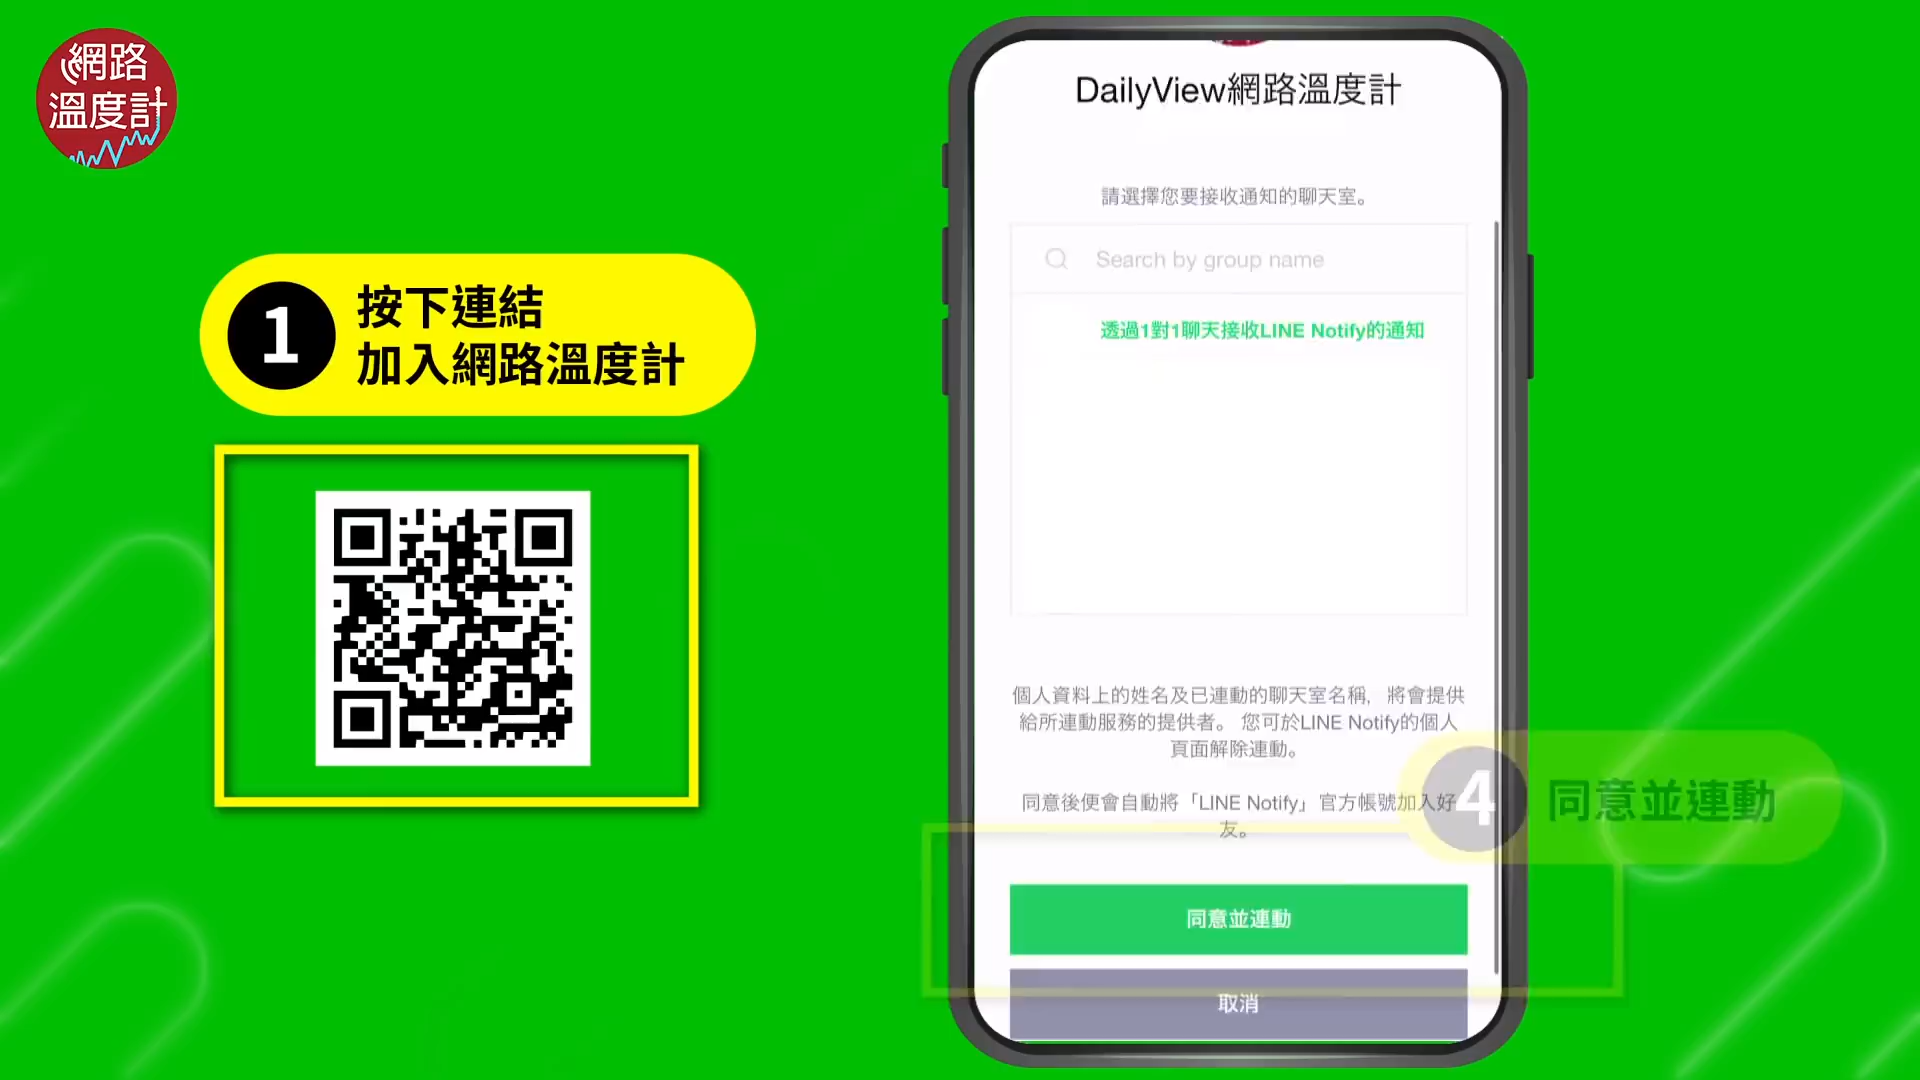 網路
溫度計
1
按下連結
加入網路溫度計
DailyView網路溫度計
請選擇您要接收通知的聊天室。
Search by group name
透過1對1聊天接收LINE Notify的通知
個人資料上的姓名及已連動的聊天室名稱，將會提供
給所連動服務的提供者。 您可於LINE Notify的個人
頁面解除連動。
同意後便會自動將「LINE Notify」官方帳號加入好
友。
4 同意並連動
同意並連動
取消